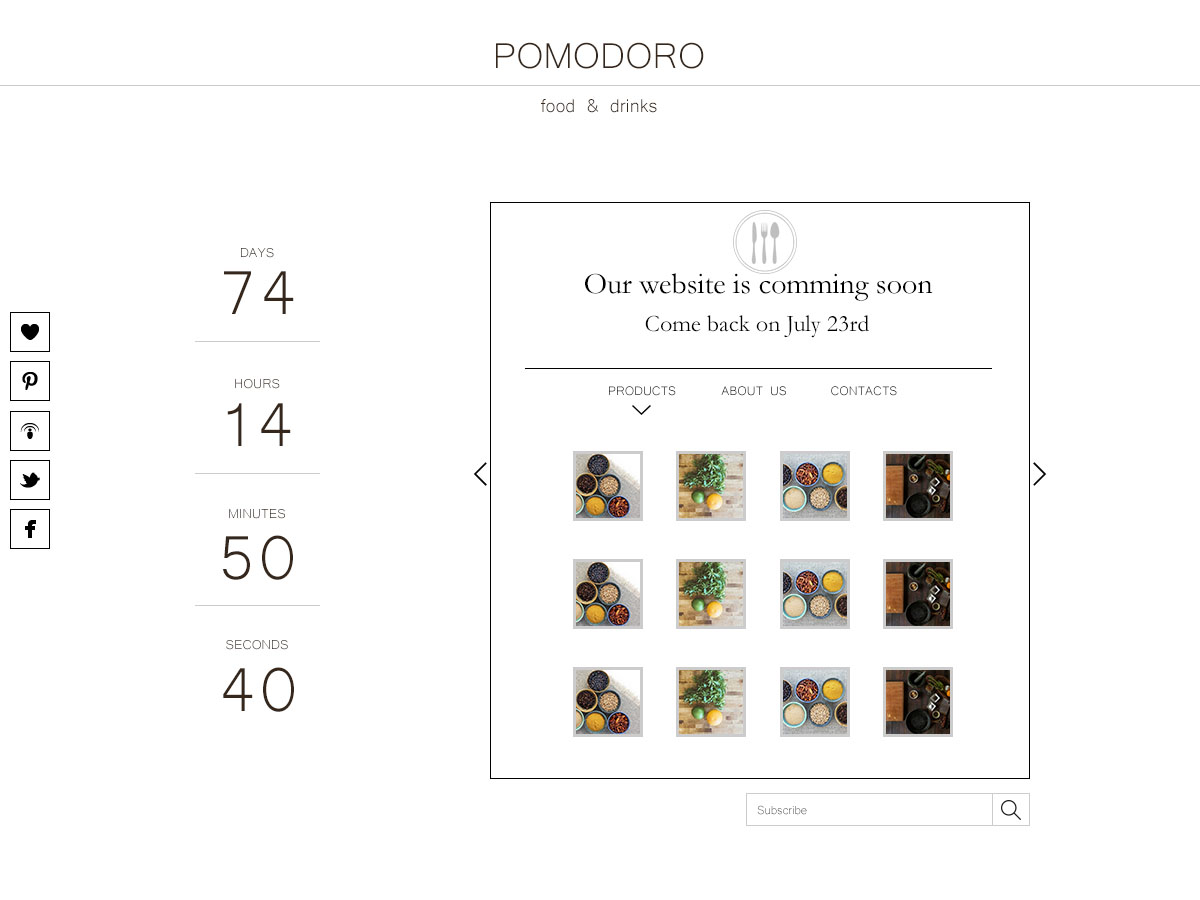 POMODORO
food & drinks
DAYS
74
HOURS
14
MINUTES
50
SECONDS
40
Our website is comming soon
Come back on July 23rd
PRODUCTS ABOUT US CONTACTS
Subscribe